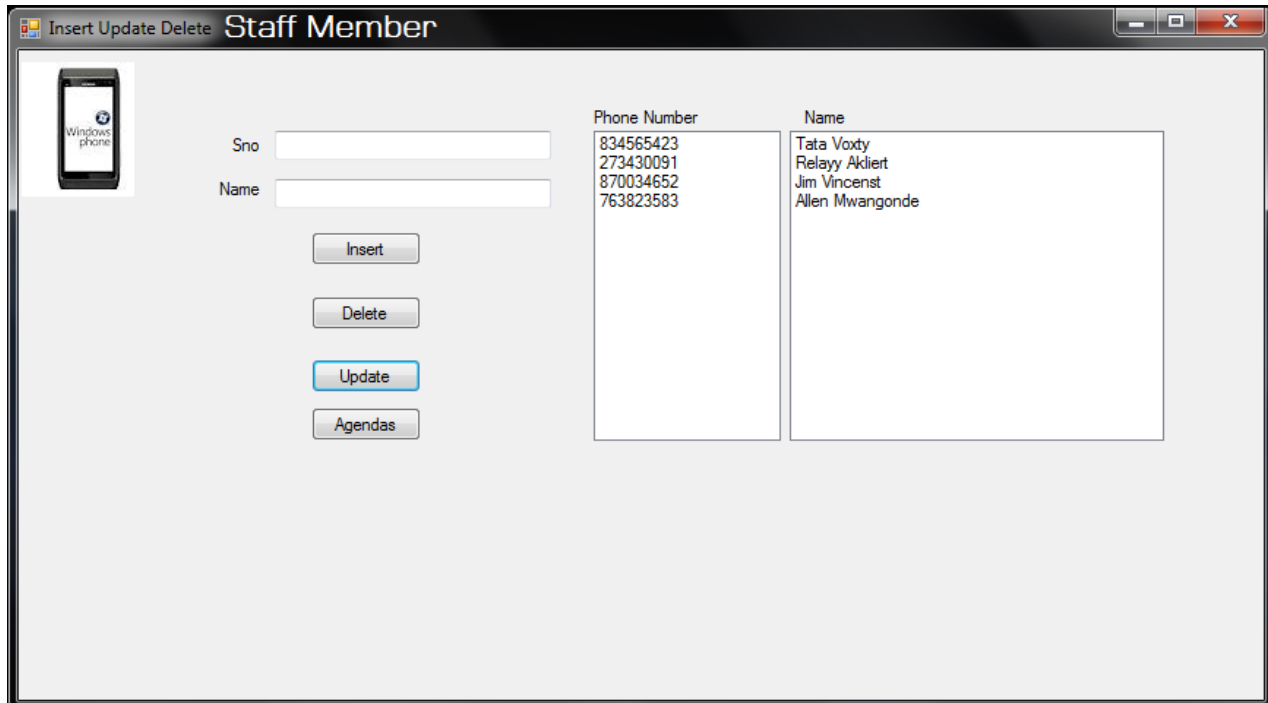 Insert Update Delete Staff Member
Windows
phone
Sno
Name
Insert
Delete
Update
Agendas
Phone Number
834565423
273430091
870034652
763823583
Name
Tata Voxty
Relayy Akliert
Jim Vincenst
Allen Mwangonde